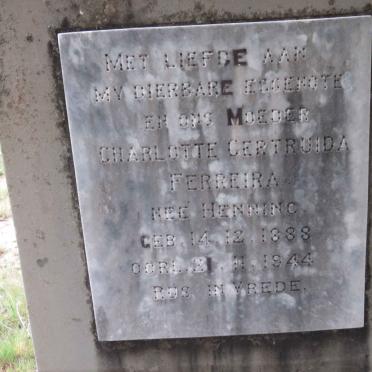 MET LIEFDE AAN
MY DIERBARE EGGENOTE
EN ONS MOEDER
CHARLOTTE GERTRUIDA
FERREIRA
NEE HENNING
GEB. 14.12.1888
OORL. 21.11.1944
RUS IN VREDE.